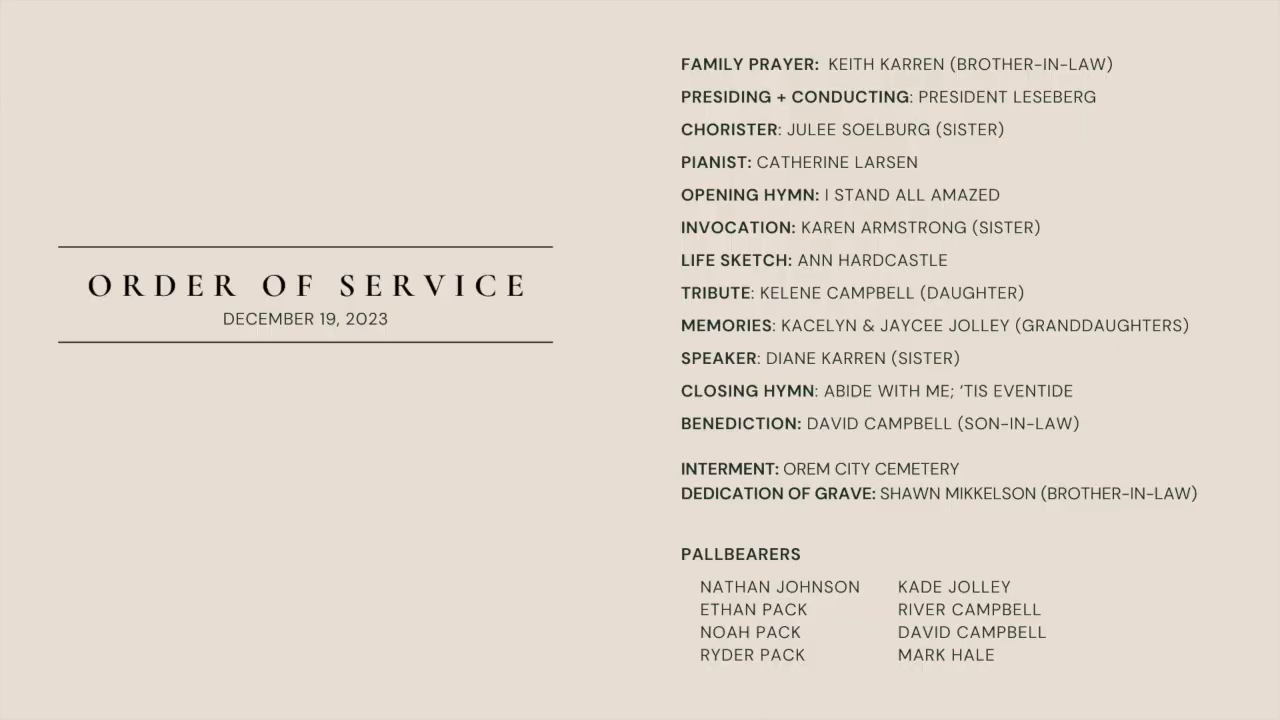 ORDER OF SERVICE
DECEMBER 19, 2023
FAMILY PRAYER: KEITH KARREN (BROTHER-IN-LAW)
PRESIDING + CONDUCTING: PRESIDENT LESEBERG
CHORISTER: JULEE SOELBURG (SISTER)
PIANIST: CATHERINE LARSEN
OPENING HYMN: I STAND ALL AMAZED
INVOCATION: KAREN ARMSTRONG (SISTER)
LIFE SKETCH: ANN HARDCASTLE
TRIBUTE: KELENE CAMPBELL (DAUGHTER)
MEMORIES: KACELYN & JAYCEE JOLLEY (GRANDDAUGHTERS)
SPEAKER: DIANE KARREN (SISTER)
CLOSING HYMN: ABIDE WITH ME; ‘TIS EVENTIDE
BENEDICTION: DAVID CAMPBELL (SON-IN-LAW)
INTERMENT: OREM CITY CEMETERY
DEDICATION OF GRAVE: SHAWN MIKKELSON (BROTHER-IN-LAW)
PALLBEARERS
NATHAN JOHNSON
ETHAN PACK
NOAH PACK
RYDER PACK
KADE JOLLEY
RIVER CAMPBELL
DAVID CAMPBELL
MARK HALE